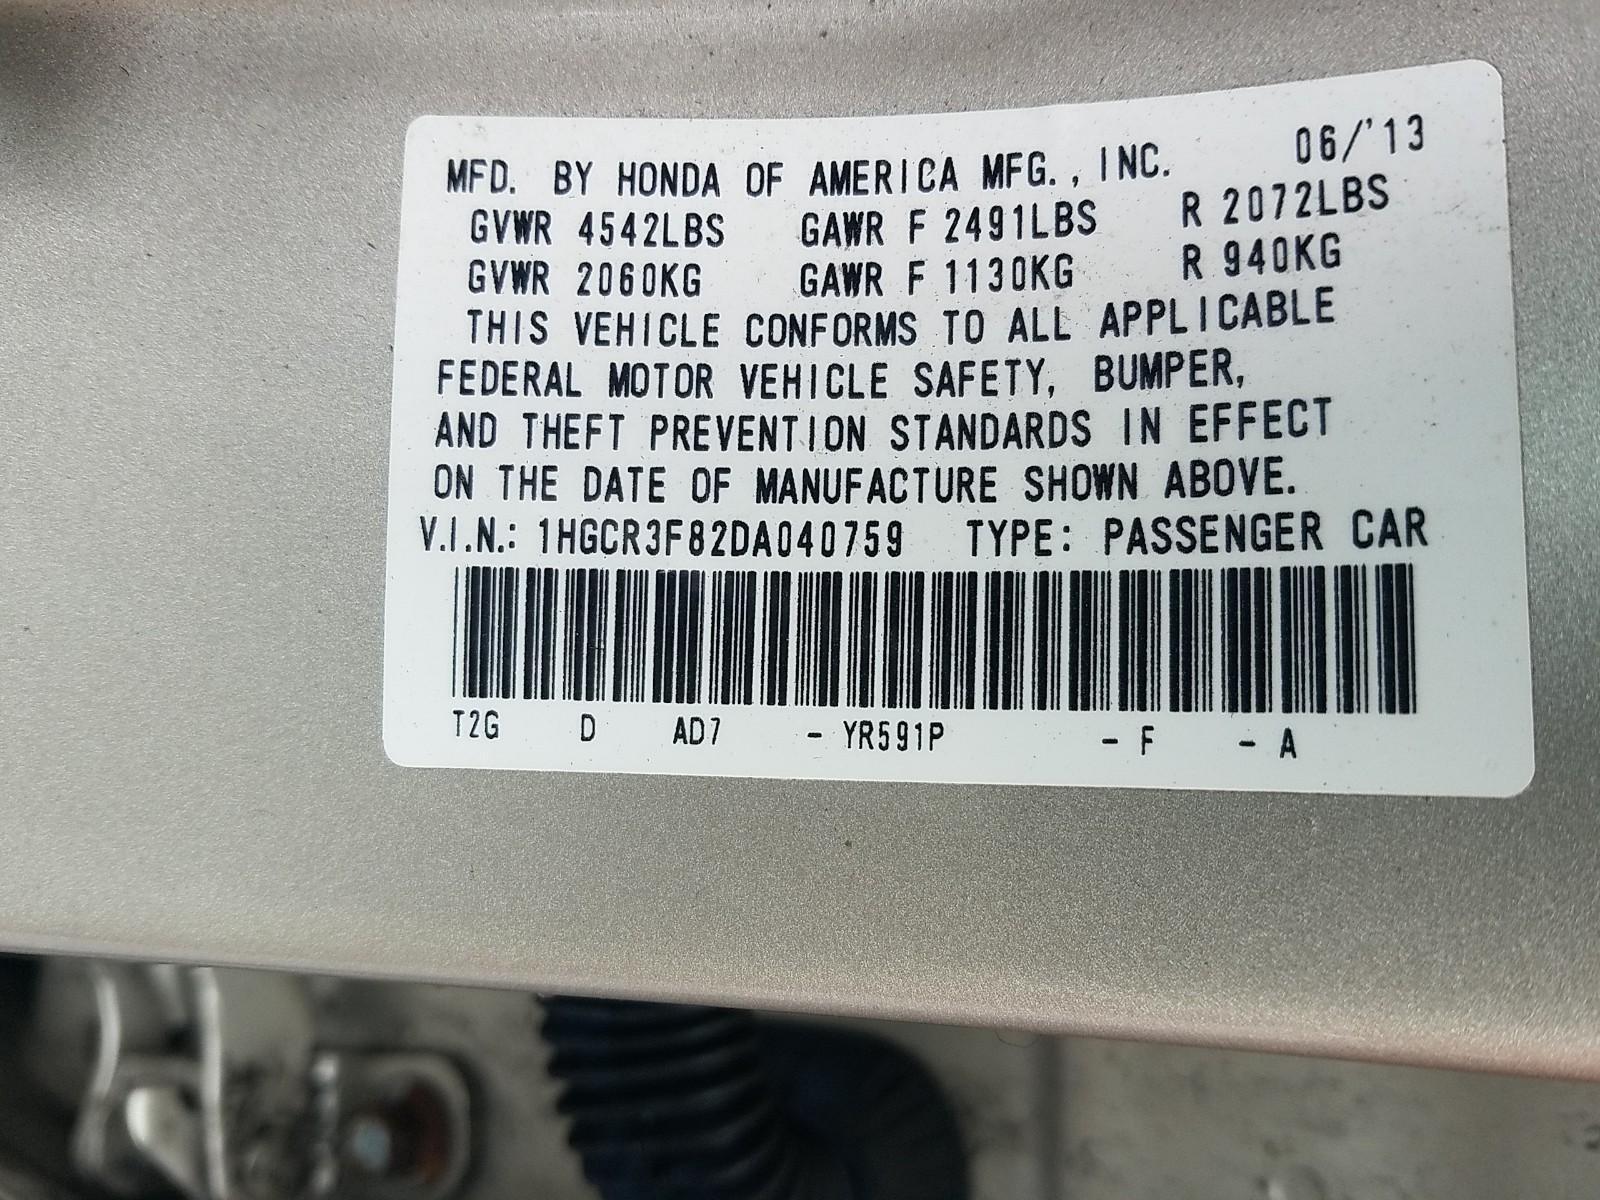 MFD. BY HONDA OF AMERICA MFG., INC. 06/'13
GVWR 4542LBS GAWR F 2491LBS R 2072LBS
GVWR 2060KG GAWR F 1130KG R 940KG
THIS VEHICLE CONFORMS TO ALL APPLICABLE
FEDERAL MOTOR VEHICLE SAFETY, BUMPER,
AND THEFT PREVENTION STANDARDS IN EFFECT
ON THE DATE OF MANUFACTURE SHOWN ABOVE.
V.I.N.: 1HGCR3F82DA040759 TYPE: PASSENGER CAR
T2G D AD7 - YR591P - F - A